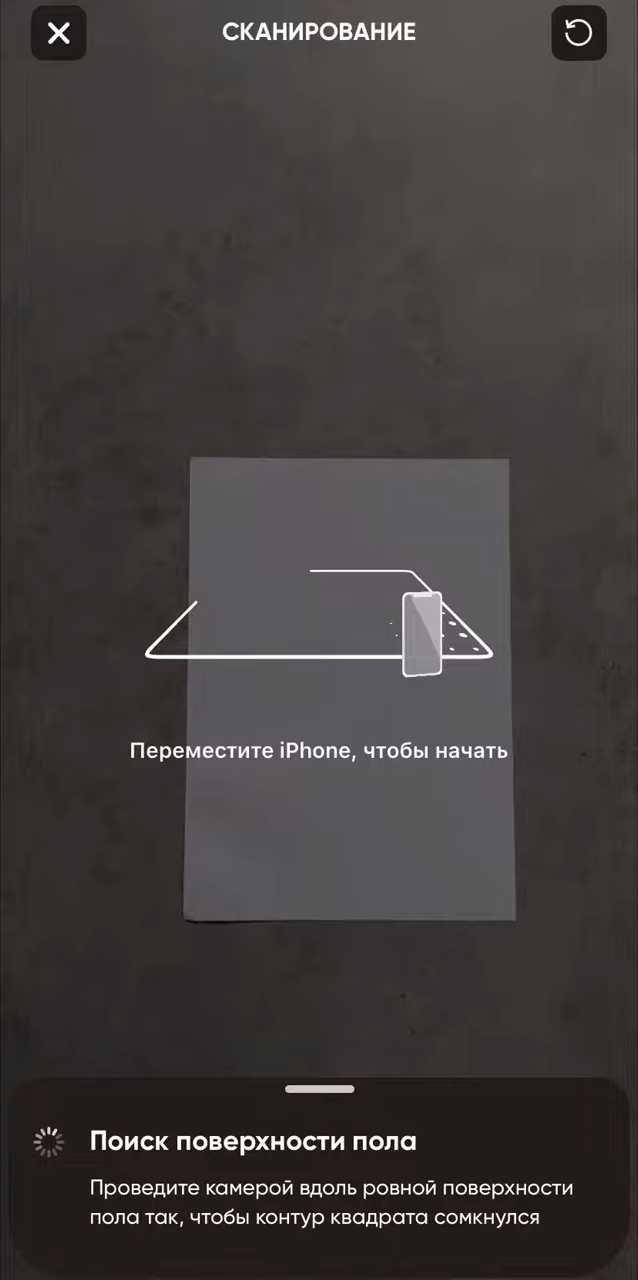 СКАНИРОВАНИЕ
Переместите iPhone, чтобы начать
Поиск поверхности пола
Проведите камерой вдоль ровной поверхности
пола так, чтобы контур квадрата сомкнулся